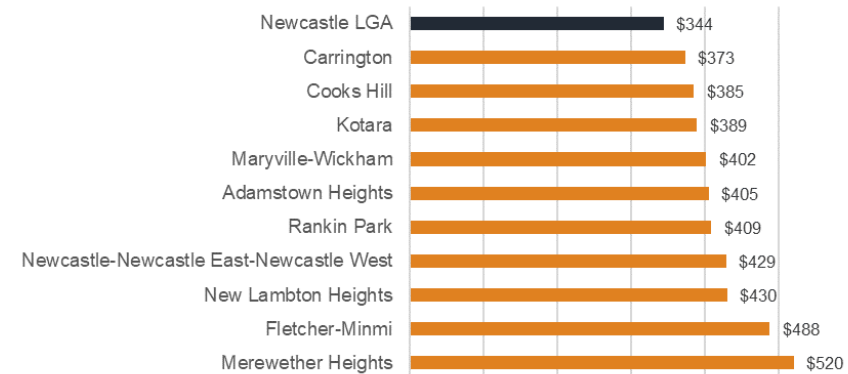 Newcastle LGA $344
Carrington $373
Cooks Hill $385
Kotara $389
Maryville-Wickham $402
Adamstown Heights $405
Rankin Park $409
Newcastle-Newcastle East-Newcastle West $429
New Lambton Heights $430
Fletcher-Minmi $488
Merewether Heights $520